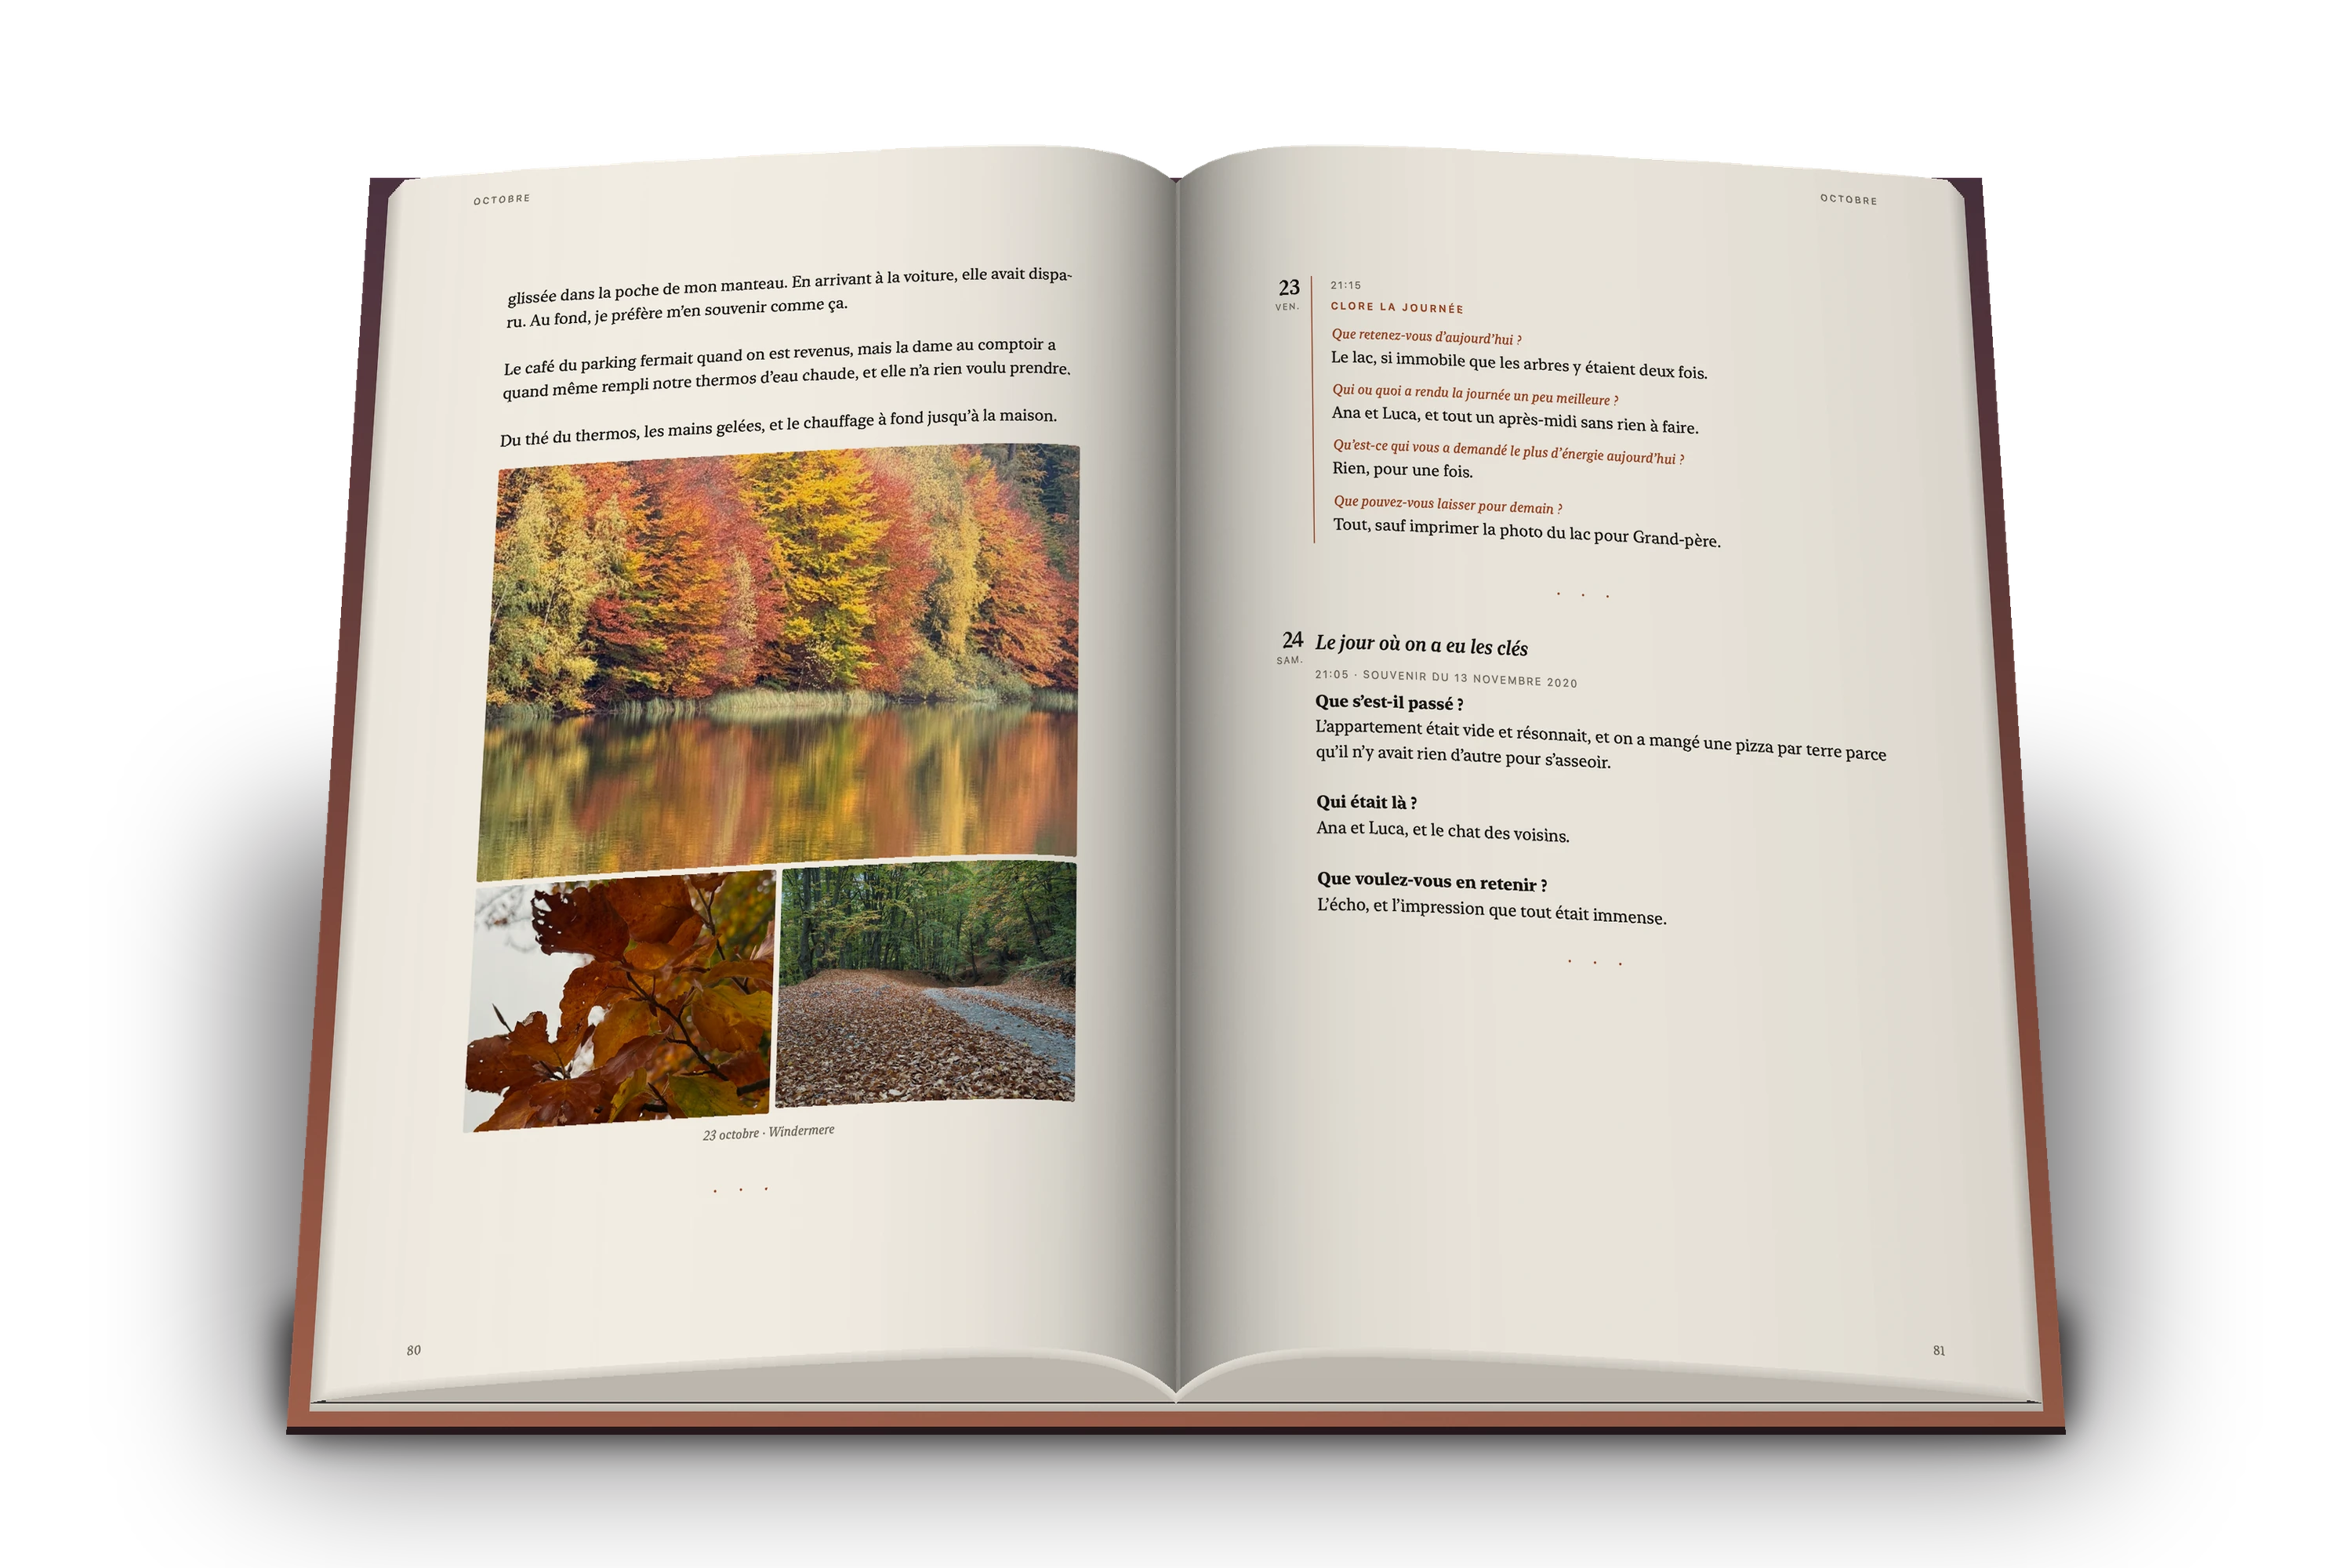 OCTOBRE
glissée dans la poche de mon manteau. En arrivant à la voiture, elle avait dispa-
ru. Au fond, je préfère m’en souvenir comme ça.
Le café du parking fermait quand on est revenus, mais la dame au comptoir a
quand même rempli notre thermos d’eau chaude, et elle n’a rien voulu prendre.
Du thé du thermos, les mains gelées, et le chauffage à fond jusqu’à la maison.
23 octobre · Windermere
. . .
80
OCTOBRE
23
VEN.
21:15
CLORE LA JOURNÉE
Que retenez-vous d’aujourd’hui ?
Le lac, si immobile que les arbres y étaient deux fois.
Qui ou quoi a rendu la journée un peu meilleure ?
Ana et Luca, et tout un après-midi sans rien à faire.
Qu’est-ce qui vous a demandé le plus d’énergie aujourd’hui ?
Rien, pour une fois.
Que pouvez-vous laisser pour demain ?
Tout, sauf imprimer la photo du lac pour Grand-père.
. . .
24
SAM.
Le jour où on a eu les clés
21:05 · SOUVENIR DU 13 NOVEMBRE 2020
Que s’est-il passé ?
L’appartement était vide et résonnait, et on a mangé une pizza par terre parce
qu’il n’y avait rien d’autre pour s’asseoir.
Qui était là ?
Ana et Luca, et le chat des voisins.
Que voulez-vous en retenir ?
L’écho, et l’impression que tout était immense.
. . .
81